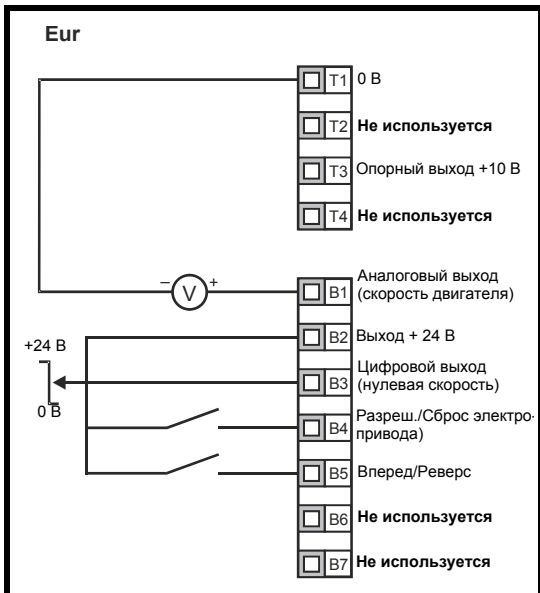 Eur
T1 0 В
T2 Не используется
T3 Опорный выход +10 В
T4 Не используется
– V +
B1 Аналоговый выход
(скорость двигателя)
B2 Выход + 24 В
+24 В
0 В
B3 Цифровой выход
(нулевая скорость)
B4 Разреш./Сброс электро-
привода)
B5 Вперед/Реверс
B6 Не используется
B7 Не используется